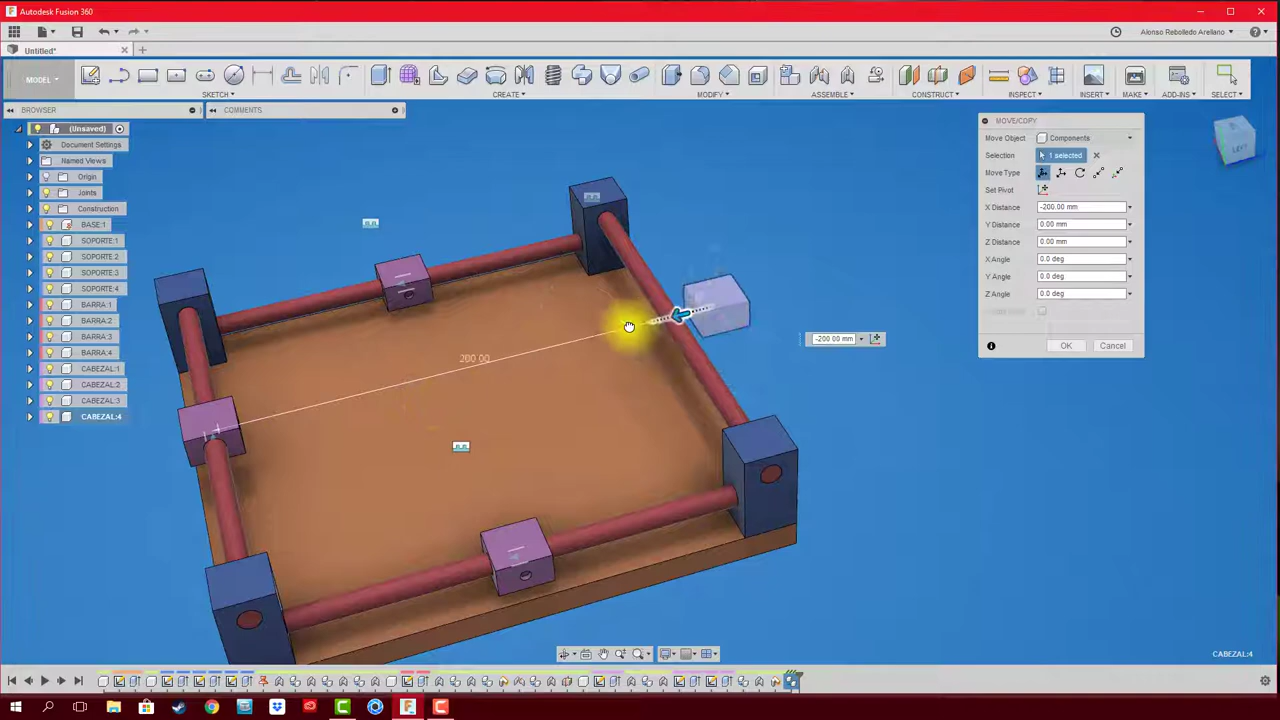 Autodesk Fusion 360
Alonso Rebolledo Arellano
Untitled*
MODEL
SKETCH
CREATE
MODIFY
ASSEMBLE
CONSTRUCT
INSPECT
INSERT
MAKE
ADD-INS
SELECT
BROWSER
COMMENTS
(Unsaved)
Document Settings
Named Views
Origin
Joints
Construction
BASE:1
SOPORTE:1
SOPORTE:2
SOPORTE:3
SOPORTE:4
BARRA:1
BARRA:2
BARRA:3
BARRA:4
CABEZAL:1
CABEZAL:2
CABEZAL:3
CABEZAL:4
LEFT
MOVE/COPY
Move Object Components
Selection 1 selected
Move Type
Set Pivot
X Distance -200.00 mm
Y Distance 0.00 mm
Z Distance 0.00 mm
X Angle 0.0 deg
Y Angle 0.0 deg
Z Angle 0.0 deg
OK Cancel
-200.00 mm
200.00
CABEZAL:4